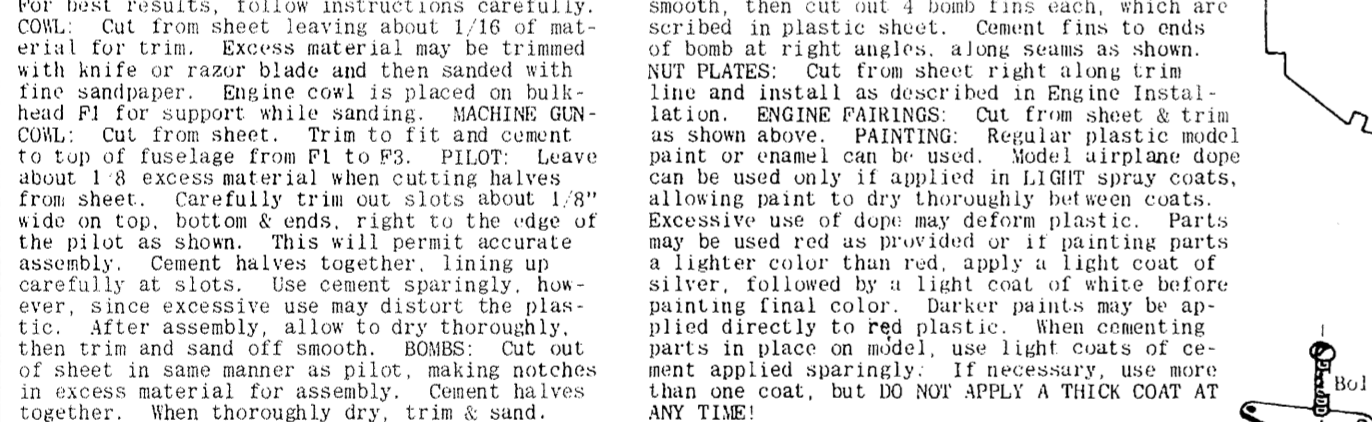 For best results, follow instructions carefully.
COWL: Cut from sheet leaving about 1/16 of mat-
erial for trim. Excess material may be trimmed
with knife or razor blade and then sanded with
fine sandpaper. Engine cowl is placed on bulk-
head F1 for support while sanding. MACHINE GUN-
COWL: Cut from sheet. Trim to fit and cement
to top of fuselage from F1 to F3. PILOT: Leave
about 1/8 excess material when cutting halves
from sheet. Carefully trim out slots about 1/8"
wide on top, bottom & ends, right to the edge of
the pilot as shown. This will permit accurate
assembly. Cement halves together, lining up
carefully at slots. Use cement sparingly, how-
ever, since excessive use may distort the plas-
tic. After assembly, allow to dry thoroughly,
then trim and sand off smooth. BOMBS: Cut out
of sheet in same manner as pilot, making notches
in excess material for assembly. Cement halves
together. When thoroughly dry, trim & sand.
smooth, then cut out 4 bomb fins each, which are
scribed in plastic sheet. Cement fins to ends
of bomb at right angles, along seams as shown.
NUT PLATES: Cut from sheet right along trim
line and install as described in Engine Instal-
lation. ENGINE FAIRINGS: Cut from sheet & trim
as shown above. PAINTING: Regular plastic model
paint or enamel can be used. Model airplane dope
can be used only if applied in LIGHT spray coats,
allowing paint to dry thoroughly between coats.
Excessive use of dope may deform plastic. Parts
may be used red as provided or if painting parts
a lighter color than red, apply a light coat of
silver, followed by a light coat of white before
painting final color. Darker paints may be ap-
plied directly to red plastic. When cementing
parts in place on model, use light coats of ce-
ment applied sparingly. If necessary, use more
than one coat, but DO NOT APPLY A THICK COAT AT
ANY TIME!
Bol